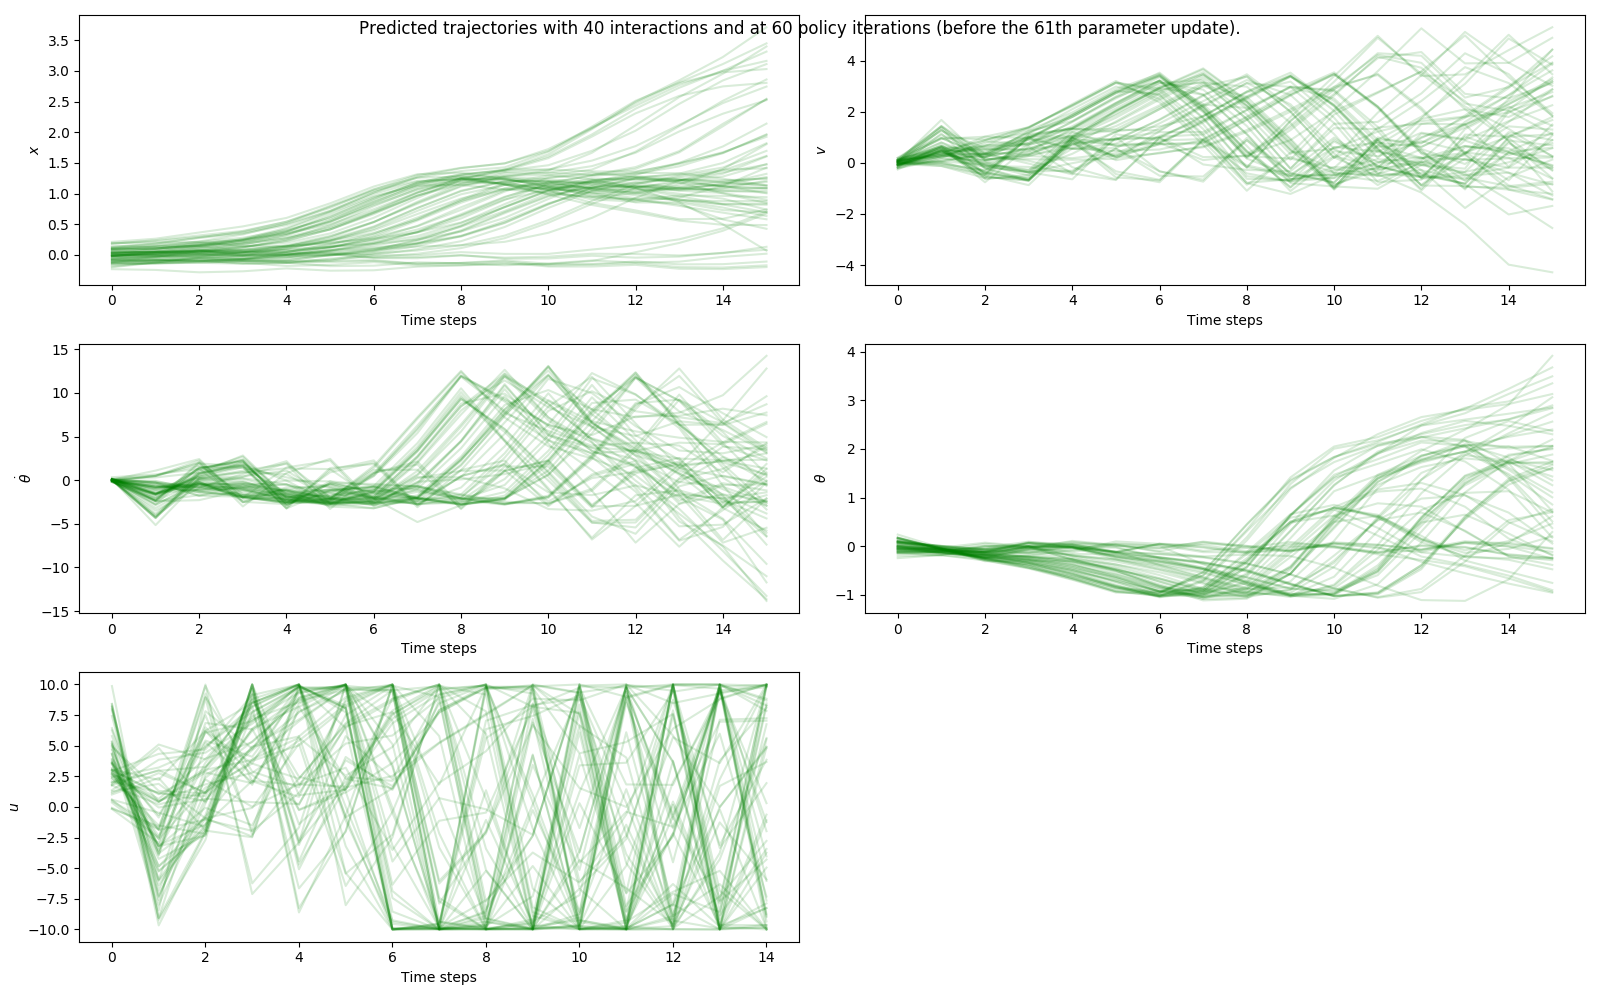 Predicted trajectories with 40 interactions and at 60 policy iterations (before the 61th parameter update).
3.5
3.0
2.5
2.0
1.5
1.0
0.5
0.0
x
0 2 4 6 8 10 12 14
Time steps
4
2
0
−2
−4
v
0 2 4 6 8 10 12 14
Time steps
15
10
5
0
−5
−10
−15
θ̇
0 2 4 6 8 10 12 14
Time steps
4
3
2
1
0
−1
θ
0 2 4 6 8 10 12 14
Time steps
10.0
7.5
5.0
2.5
0.0
−2.5
−5.0
−7.5
−10.0
u
0 2 4 6 8 10 12 14
Time steps